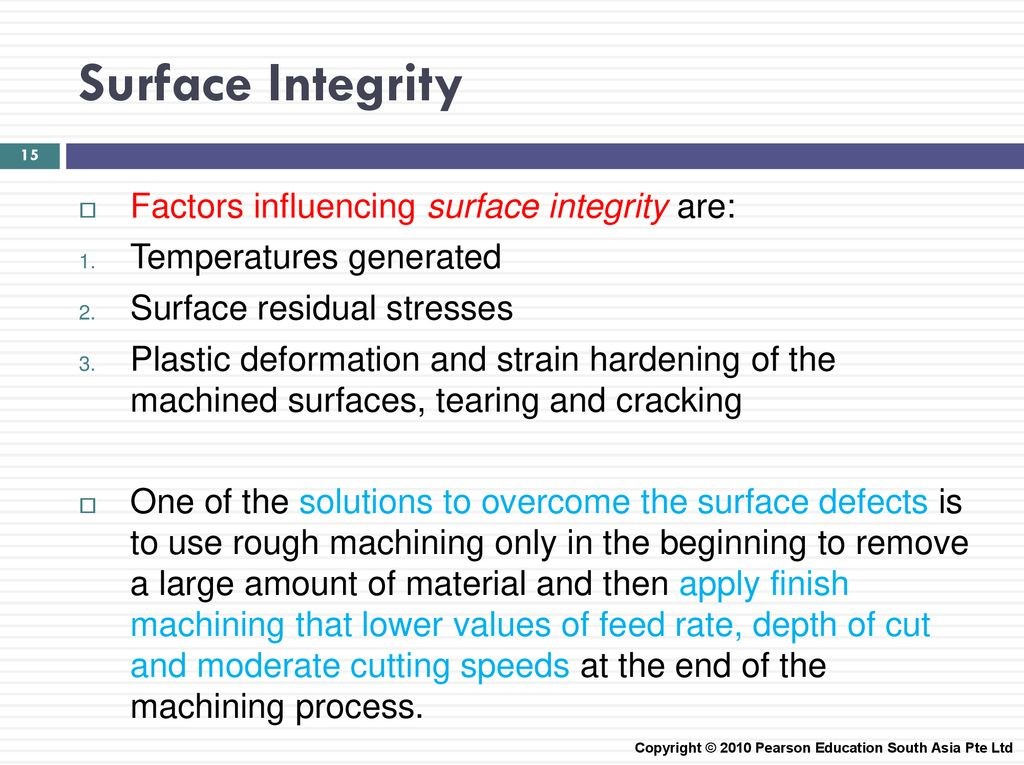 Surface Integrity
15
Factors influencing surface integrity are:
1. Temperatures generated
2. Surface residual stresses
3. Plastic deformation and strain hardening of the
machined surfaces, tearing and cracking
One of the solutions to overcome the surface defects is
to use rough machining only in the beginning to remove
a large amount of material and then apply finish
machining that lower values of feed rate, depth of cut
and moderate cutting speeds at the end of the
machining process.
Copyright © 2010 Pearson Education South Asia Pte Ltd